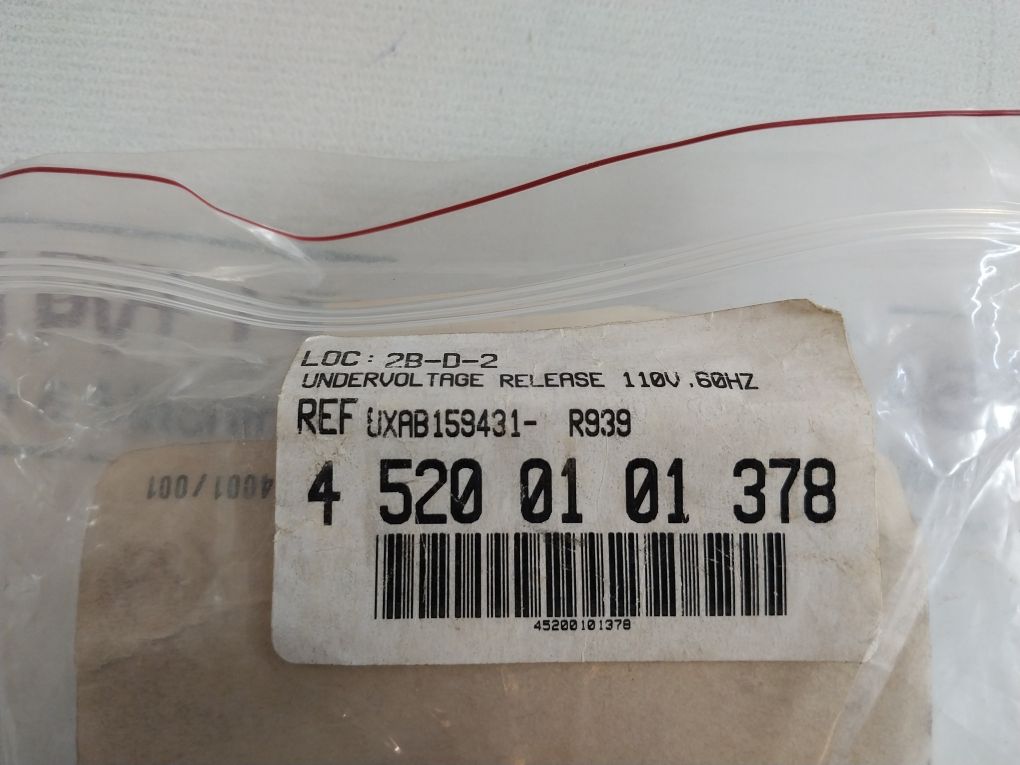 LOC: 2B-D-2
UNDERVOLTAGE RELEASE 110V.60HZ
REF UXAB159431- R939
4 520 01 01 378
45200101378
4001/001